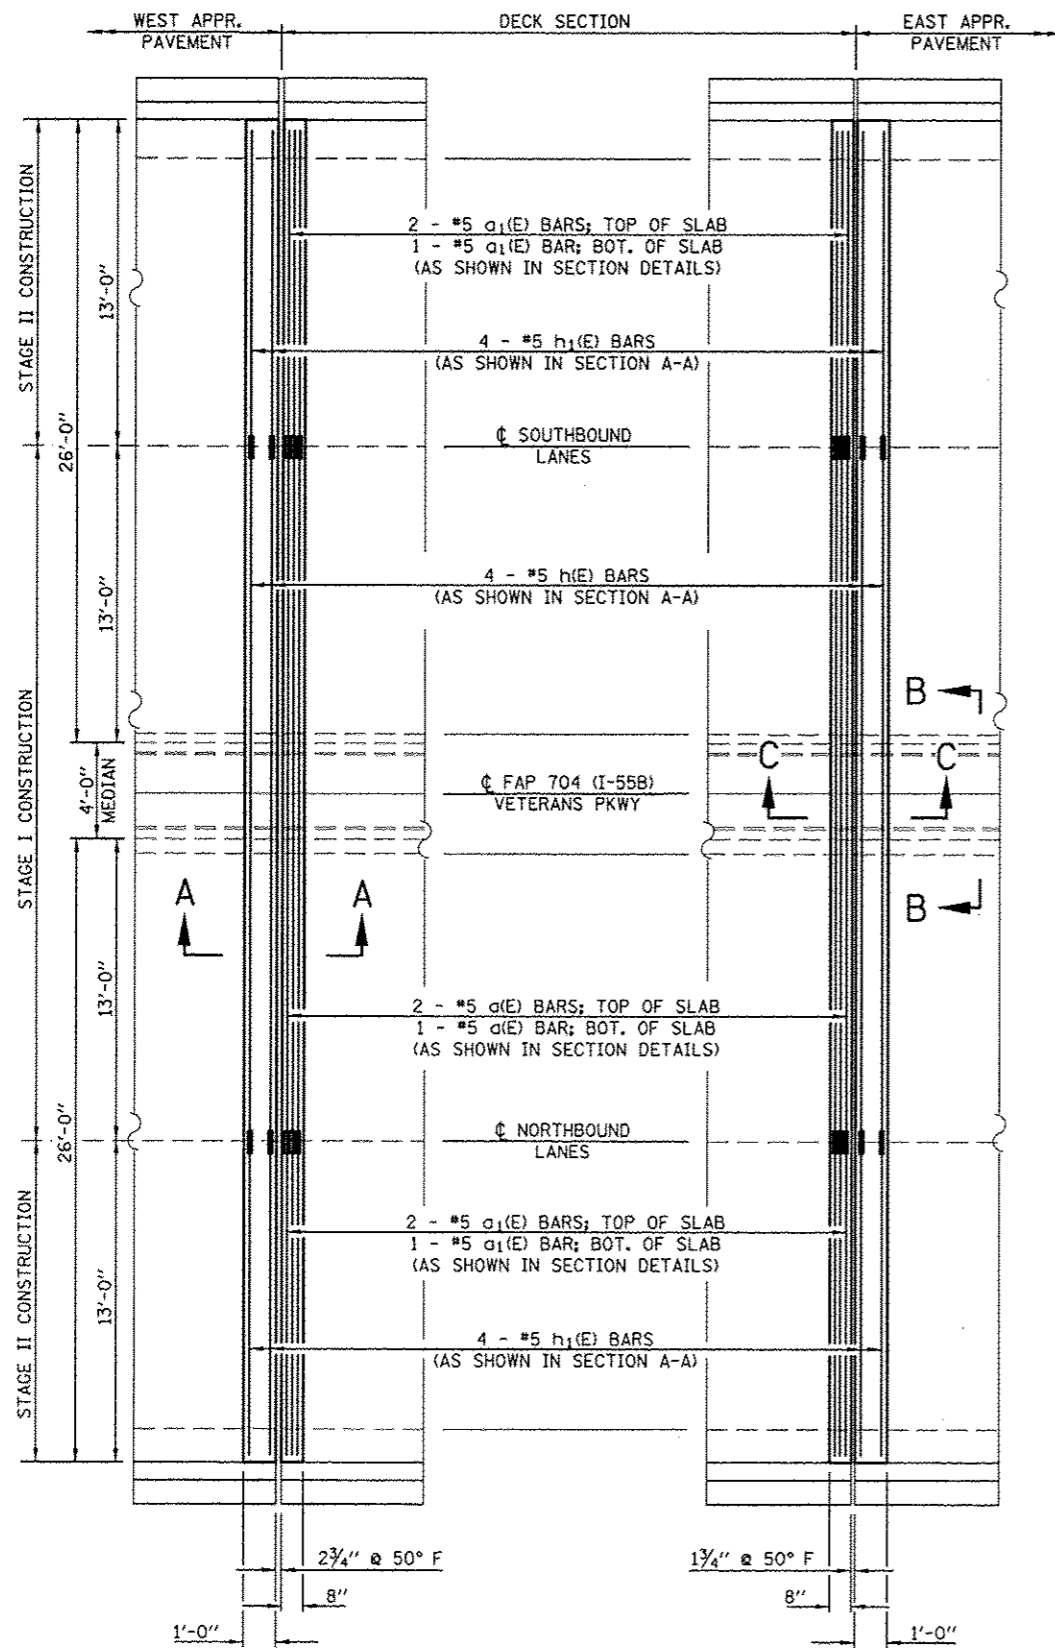 WEST APPR.
PAVEMENT
DECK SECTION
EAST APPR.
PAVEMENT
STAGE II CONSTRUCTION
26'-0"
13'-0"
2 - #5 a₁(E) BARS; TOP OF SLAB
1 - #5 a₁(E) BAR; BOT. OF SLAB
(AS SHOWN IN SECTION DETAILS)
4 - #5 h₁(E) BARS
(AS SHOWN IN SECTION A-A)
℄ SOUTHBOUND
LANES
STAGE I CONSTRUCTION
13'-0"
4 - #5 h(E) BARS
(AS SHOWN IN SECTION A-A)
B
4'-0"
MEDIAN
℄ FAP 704 (I-55B)
VETERANS PKWY
C
C
A
A
B
26'-0"
13'-0"
2 - #5 a(E) BARS; TOP OF SLAB
1 - #5 a(E) BAR; BOT. OF SLAB
(AS SHOWN IN SECTION DETAILS)
℄ NORTHBOUND
LANES
STAGE II CONSTRUCTION
13'-0"
2 - #5 a₁(E) BARS; TOP OF SLAB
1 - #5 a₁(E) BAR; BOT. OF SLAB
(AS SHOWN IN SECTION DETAILS)
4 - #5 h₁(E) BARS
(AS SHOWN IN SECTION A-A)
2¾" @ 50° F
1¾" @ 50° F
8"
8"
1'-0"
1'-0"